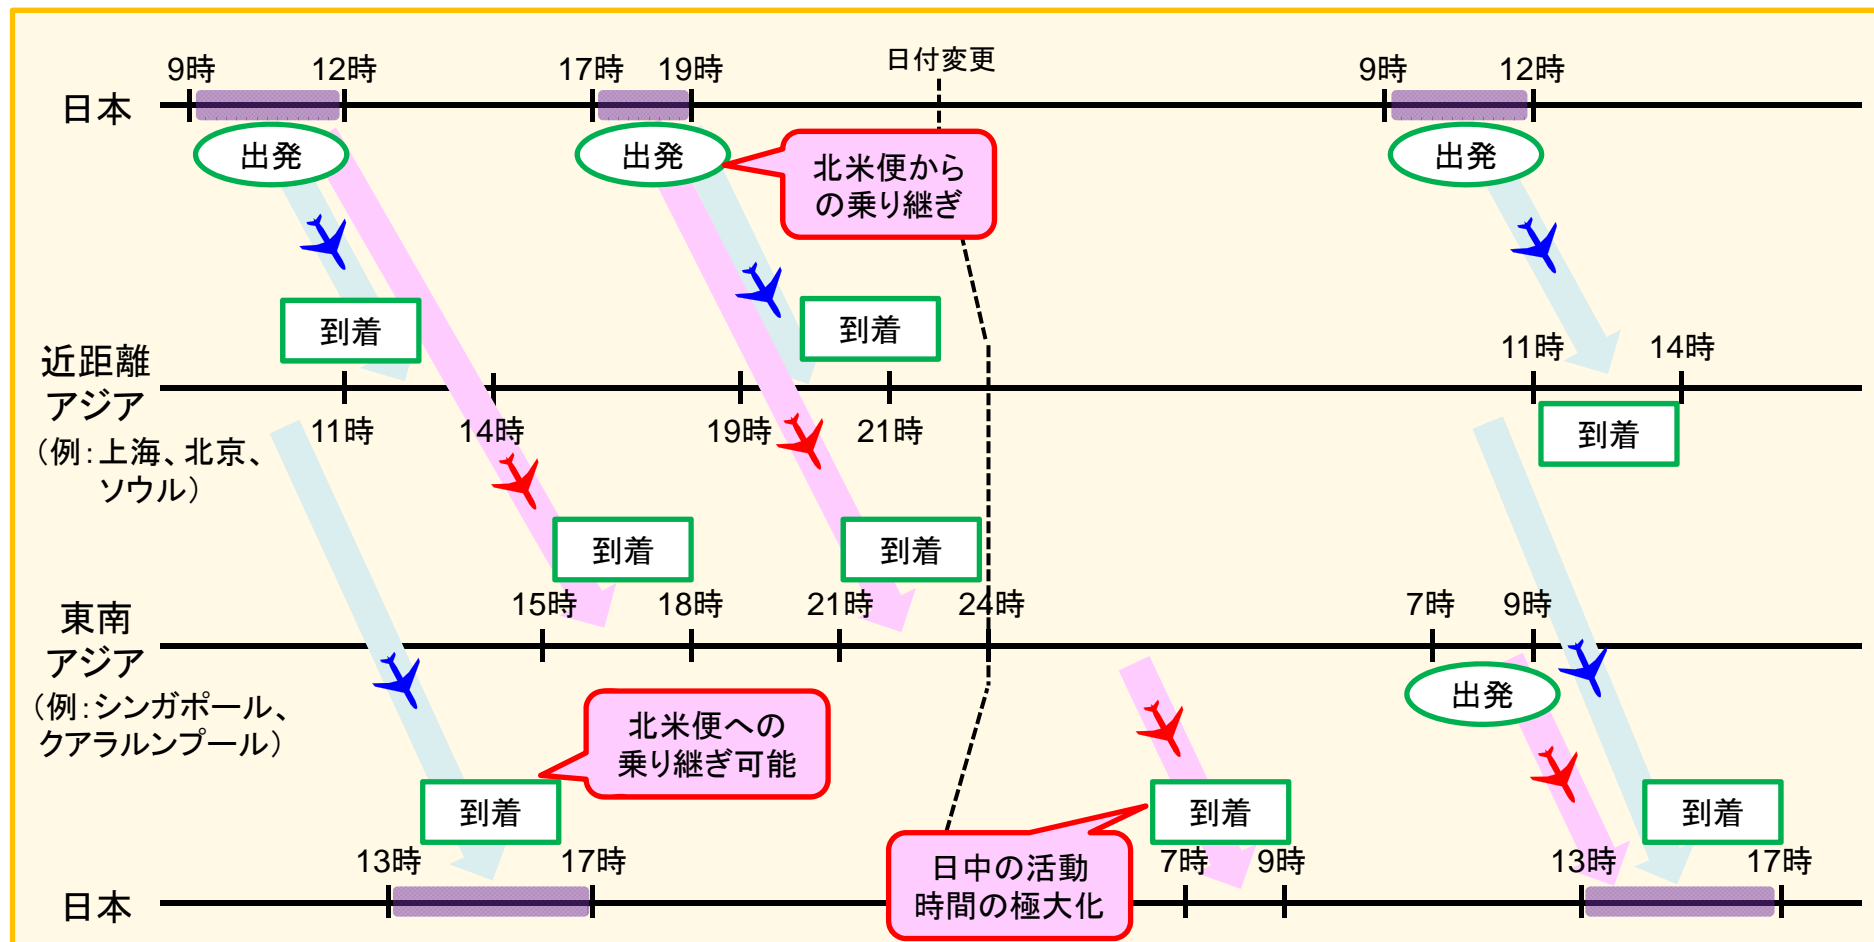 9時 12時 17時 19時 日付変更 9時 12時
日本
出発 出発 出発
北米便から
の乗り継ぎ
到着 到着
11時 14時
近距離
アジア
11時 14時 19時 21時 到着
（例：上海、北京、
ソウル）
到着 到着
15時 18時 21時 24時 7時 9時
東南
アジア
出発
（例：シンガポール、
クアラルンプール）
北米便への
乗り継ぎ可能
到着 到着 到着
13時 17時 7時 9時 13時 17時
日中の活動
時間の極大化
日本